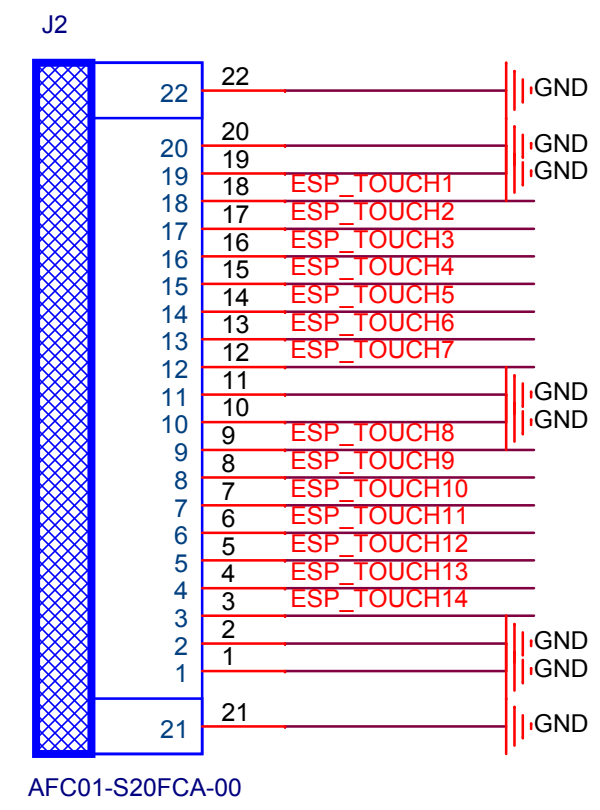 J2
22 22 GND
20 20 GND
19 19 GND
18 18 ESP_TOUCH1
17 17 ESP_TOUCH2
16 16 ESP_TOUCH3
15 15 ESP_TOUCH4
14 14 ESP_TOUCH5
13 13 ESP_TOUCH6
12 12 ESP_TOUCH7
11 11 GND
10 10 GND
9 9 ESP_TOUCH8
8 8 ESP_TOUCH9
7 7 ESP_TOUCH10
6 6 ESP_TOUCH11
5 5 ESP_TOUCH12
4 4 ESP_TOUCH13
3 3 ESP_TOUCH14
2 2 GND
1 1 GND
21 21 GND
AFC01-S20FCA-00